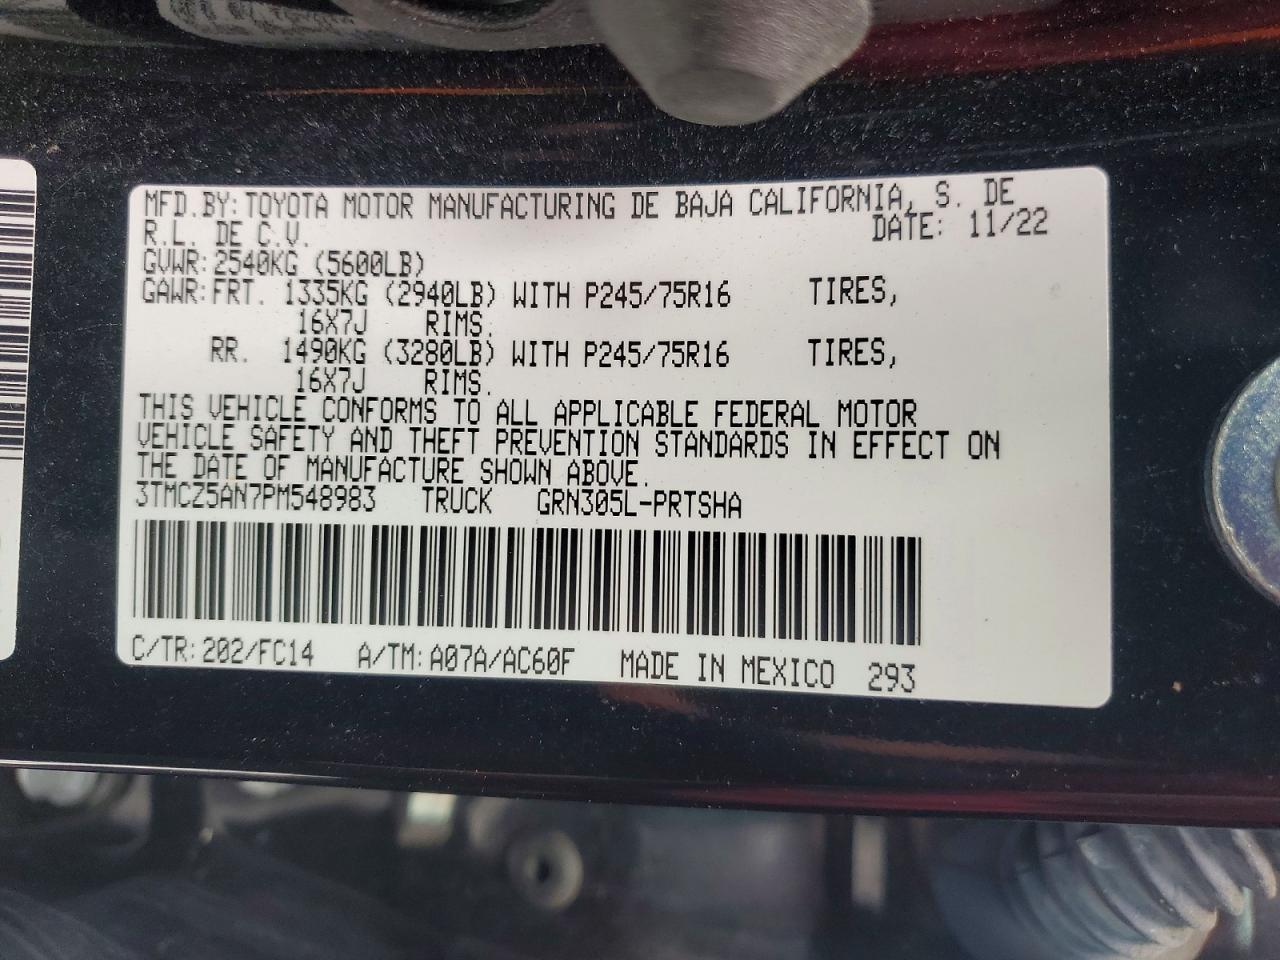 MFD.BY:TOYOTA MOTOR MANUFACTURING DE BAJA CALIFORNIA, S. DE
R.L. DE C.V. DATE: 11/22
GVWR:2540KG (5600LB)
GAWR:FRT. 1335KG (2940LB) WITH P245/75R16 TIRES,
16X7J RIMS.
RR. 1490KG (3280LB) WITH P245/75R16 TIRES,
16X7J RIMS.
THIS VEHICLE CONFORMS TO ALL APPLICABLE FEDERAL MOTOR
VEHICLE SAFETY AND THEFT PREVENTION STANDARDS IN EFFECT ON
THE DATE OF MANUFACTURE SHOWN ABOVE.
3TMCZ5AN7PM548983 TRUCK GRN305L-PRTSHA
C/TR:202/FC14 A/TM:A07A/AC60F MADE IN MEXICO 293